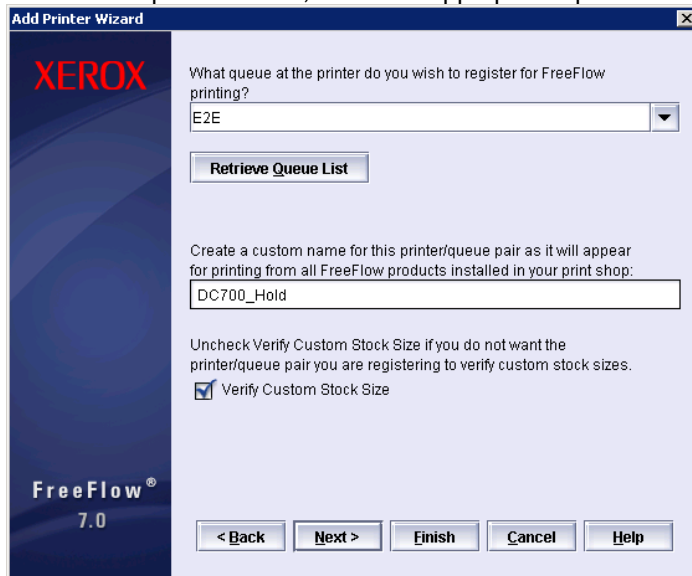 Add Printer Wizard
XEROX
What queue at the printer do you wish to register for FreeFlow
printing?
E2E
Retrieve Queue List
Create a custom name for this printer/queue pair as it will appear
for printing from all FreeFlow products installed in your print shop:
DC700_Hold
Uncheck Verify Custom Stock Size if you do not want the
printer/queue pair you are registering to verify custom stock sizes.
Verify Custom Stock Size
FreeFlow®
7.0
< Back Next > Finish Cancel Help